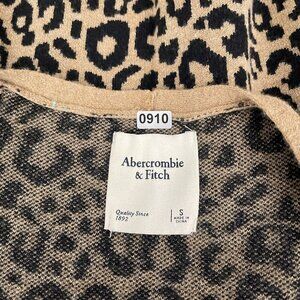 0910
Abercrombie
& Fitch
Quality Since
1892
S
MADE IN
CHINA